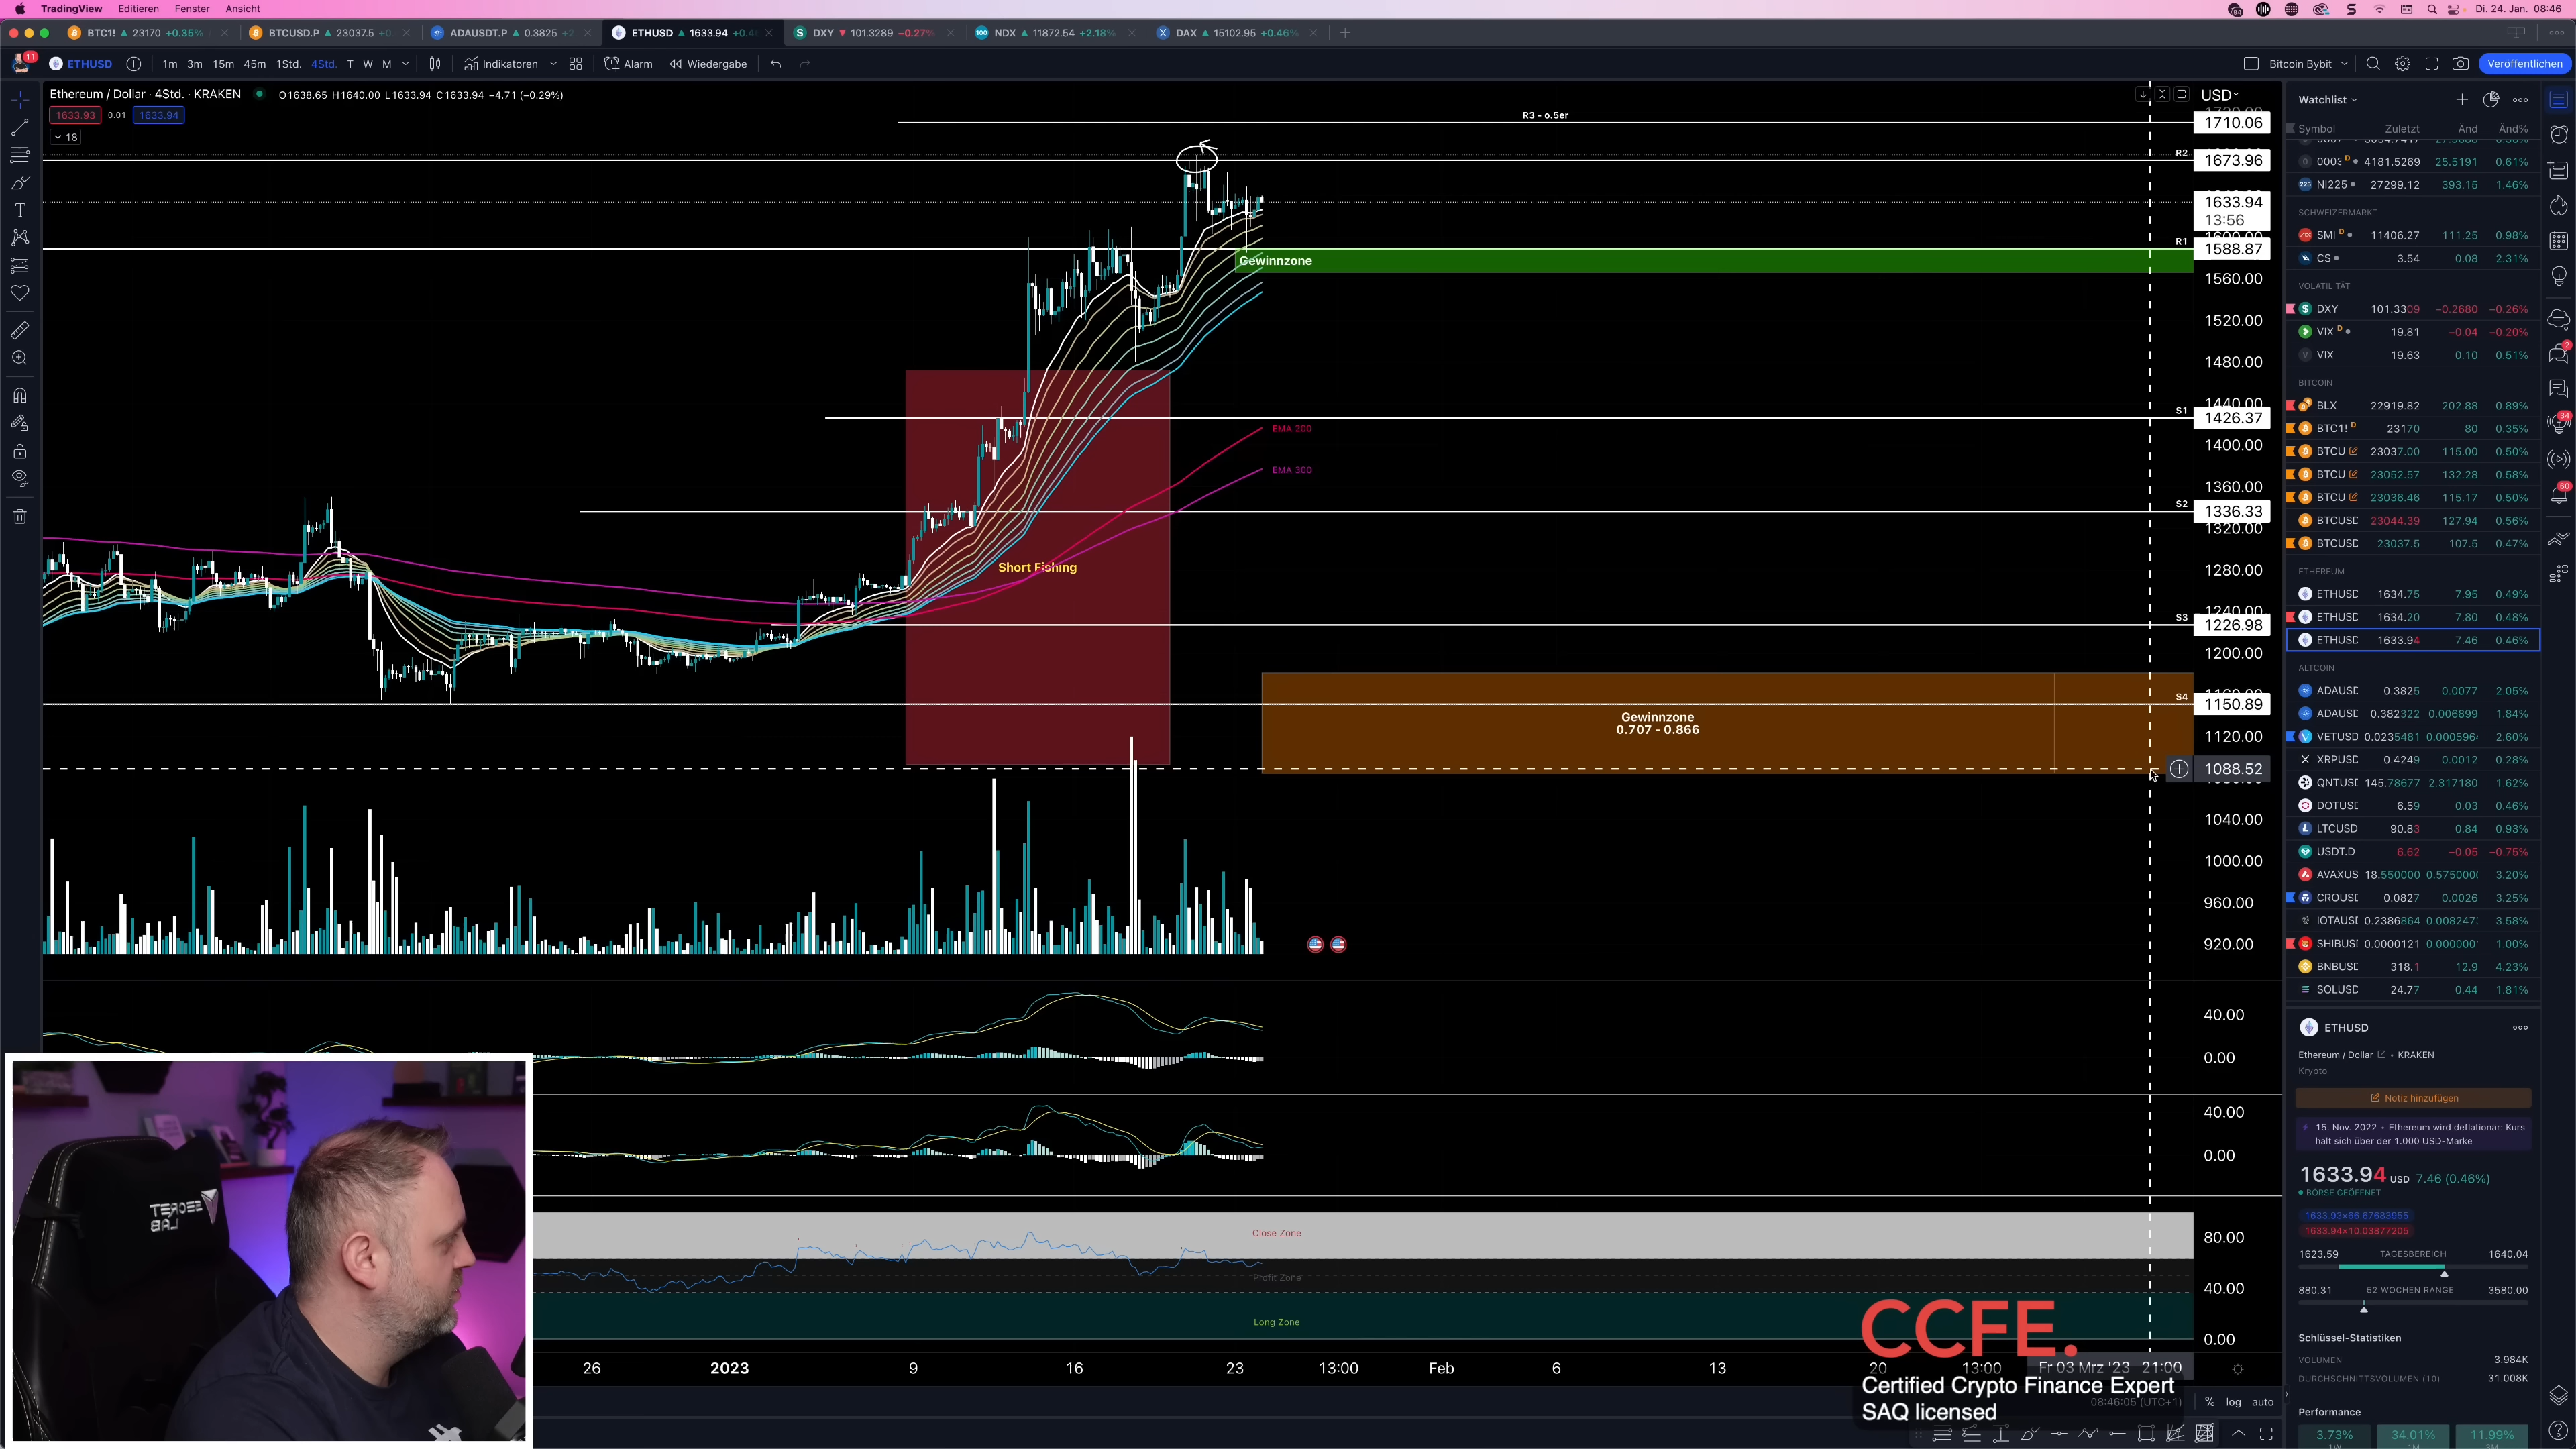 TradingView Editieren Fenster Ansicht
Di. 24. Jan. 08:46
BTC1! ▲ 23170 +0.35%
BTCUSD.P ▲ 23037.5
ADAUSDT.P ▲ 0.3825
ETHUSD ▲ 1633.94
DXY ▼ 101.3289 −0.27%
NDX ▲ 11872.54 +2.18%
DAX ▲ 15102.95 +0.46%
11
ETHUSD
1m 3m 15m 45m 1Std. 4Std. T W M
Indikatoren
Alarm
Wiedergabe
Bitcoin Bybit
Veröffentlichen
Ethereum / Dollar · 4Std. · KRAKEN
O1638.65 H1640.00 L1633.94 C1633.94 −4.71 (−0.29%)
1633.93 0.01 1633.94
18
USD
R3 - o.5er
1710.06
R2
1673.96
1633.94
13:56
R1
1588.87
Gewinnzone
1560.00
1520.00
1480.00
1440.00
S1
1426.37
EMA 200
1400.00
EMA 300
1360.00
S2
1336.33
1320.00
Short Fishing
1280.00
1240.00
S3
1226.98
1200.00
S4
1150.89
Gewinnzone
0.707 - 0.866
1120.00
1088.52
1040.00
1000.00
960.00
920.00
40.00
0.00
40.00
0.00
Close Zone
80.00
Profit Zone
40.00
Long Zone
0.00
26 2023 9 16 23 13:00 Feb 6 13 20 13:00 Fr 03 Mrz '23 21:00
08:46:05 (UTC+1)
% log auto
CCFE.
Certified Crypto Finance Expert
SAQ licensed
Watchlist
Symbol Zuletzt Änd Änd%
0003 D 4181.5269 25.5191 0.61%
NI225 27299.12 393.15 1.46%
SCHWEIZERMARKT
SMI D 11406.27 111.25 0.98%
CS 3.54 0.08 2.31%
VOLATILITÄT
DXY 101.3309 −0.2680 −0.26%
VIX D 19.81 −0.04 −0.20%
VIX 19.63 0.10 0.51%
BITCOIN
BLX 22919.82 202.88 0.89%
BTC1! D 23170 80 0.35%
BTCU 23037.00 115.00 0.50%
BTCU 23052.57 132.28 0.58%
BTCU 23036.46 115.17 0.50%
BTCUSD 23044.39 127.94 0.56%
BTCUSD 23037.5 107.5 0.47%
ETHEREUM
ETHUSD 1634.75 7.95 0.49%
ETHUSD 1634.20 7.80 0.48%
ETHUSD 1633.94 7.46 0.46%
ALTCOIN
ADAUSD 0.3825 0.0077 2.05%
ADAUSD 0.382322 0.006899 1.84%
VETUSD 0.0235481 0.000596 2.60%
XRPUSD 0.4249 0.0012 0.28%
QNTUSD 145.78677 2.317180 1.62%
DOTUSD 6.59 0.03 0.46%
LTCUSD 90.83 0.84 0.93%
USDT.D 6.62 −0.05 −0.75%
AVAXUS 18.550000 0.575000 3.20%
CROUSD 0.0827 0.0026 3.25%
IOTAUSD 0.2386864 0.008247 3.58%
SHIBUSD 0.0000121 0.000000 1.00%
BNBUSD 318.1 12.9 4.23%
SOLUSD 24.77 0.44 1.81%
ETHUSD
Ethereum / Dollar • KRAKEN
Krypto
Notiz hinzufügen
15. Nov. 2022 • Ethereum wird deflationär: Kurs
hält sich über der 1.000 USD-Marke
1633.94 USD 7.46 (0.46%)
BÖRSE GEÖFFNET
1633.93×66.67683955
1633.94×10.03877205
1623.59 TAGESBEREICH 1640.04
880.31 52 WOCHEN RANGE 3580.00
Schlüssel-Statistiken
VOLUMEN 3.984K
DURCHSCHNITTSVOLUMEN (10) 31.008K
Performance
3.73% 34.01% 11.99%
2
34
60